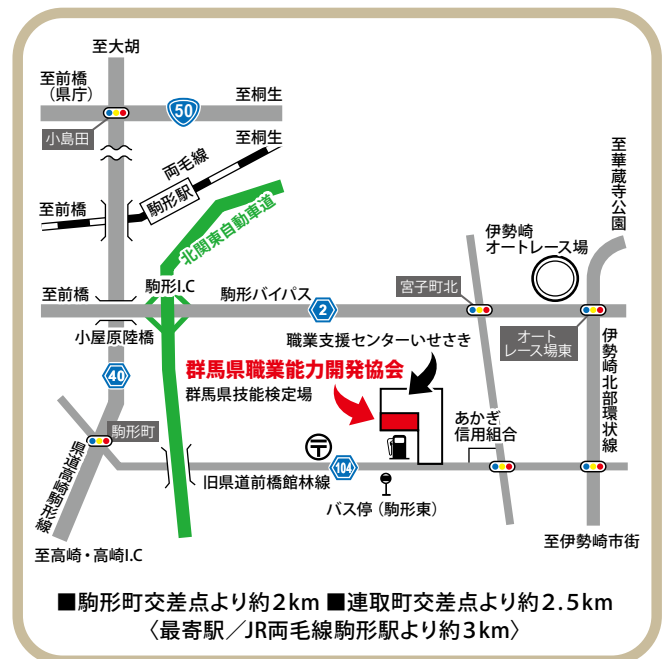 至大胡
至前橋
（県庁）
至桐生
50
小島田
至桐生
両毛線
駒形駅
至前橋
北関東自動車道
至華蔵寺公園
伊勢崎
オートレース場
駒形I.C
至前橋
駒形バイパス
2
宮子町北
小屋原陸橋
オート
レース場東
職業支援センターいせさき
伊勢崎北部環状線
群馬県職業能力開発協会
群馬県技能検定場
40
駒形町
あかぎ
信用組合
県道高崎駒形線
〒
104
旧県道前橋館林線
バス停（駒形東）
至高崎・高崎I.C
至伊勢崎市街
■駒形町交差点より約2km ■連取町交差点より約2.5km
〈最寄駅／JR両毛線駒形駅より約3km〉